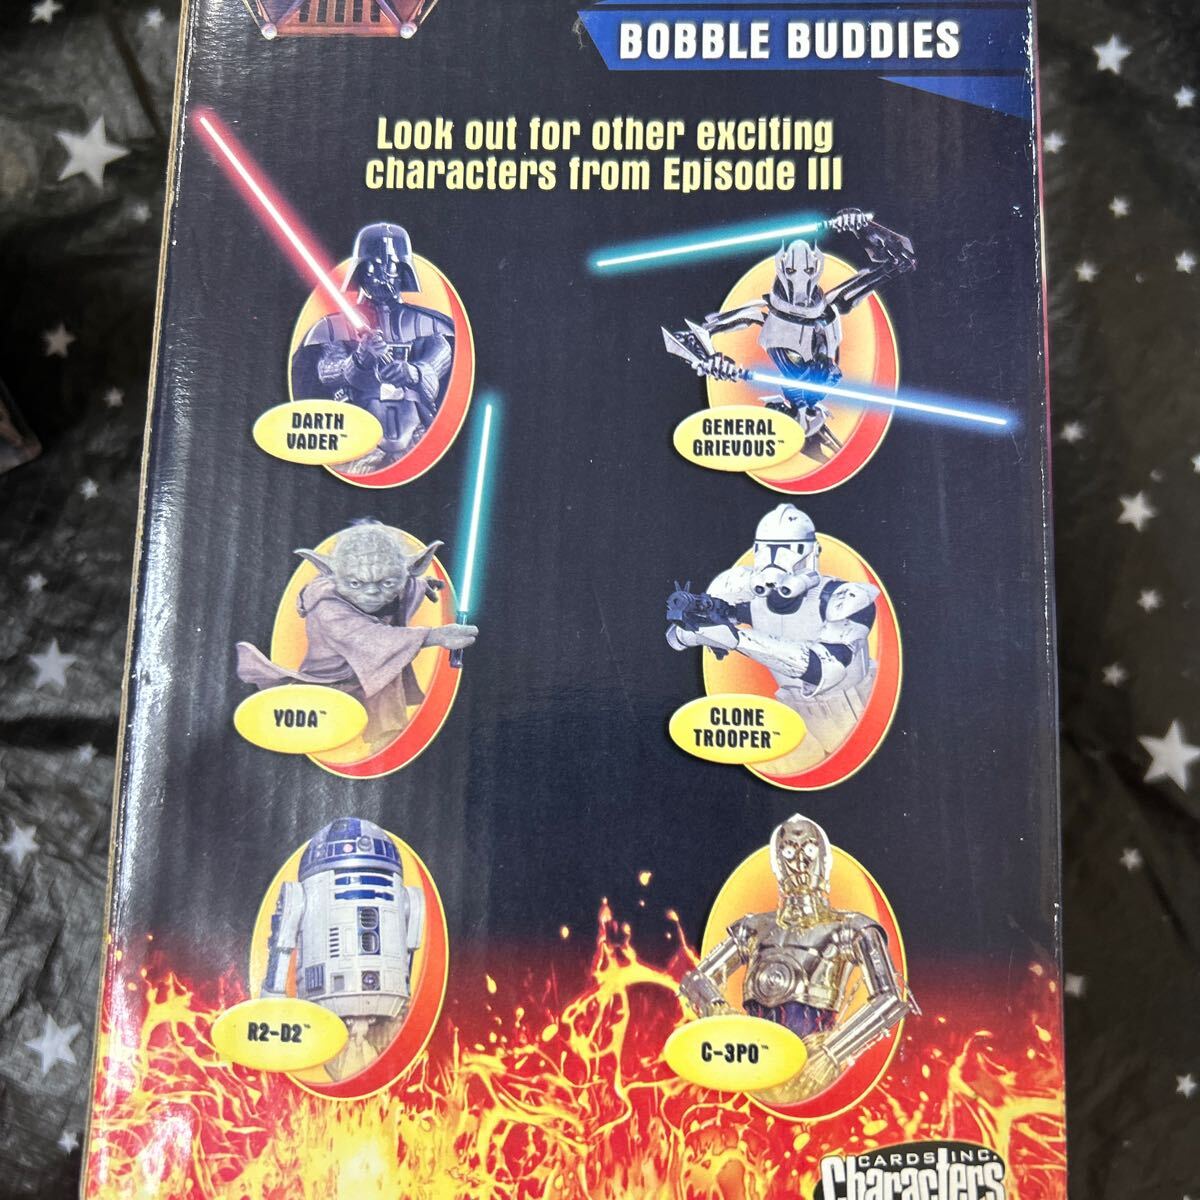 BOBBLE BUDDIES
Look out for other exciting
characters from Episode III
DARTH
VADER™
GENERAL
GRIEVOUS™
YODA™
CLONE
TROOPER™
R2-D2™
C-3PO™
CARDS INC.
Characters